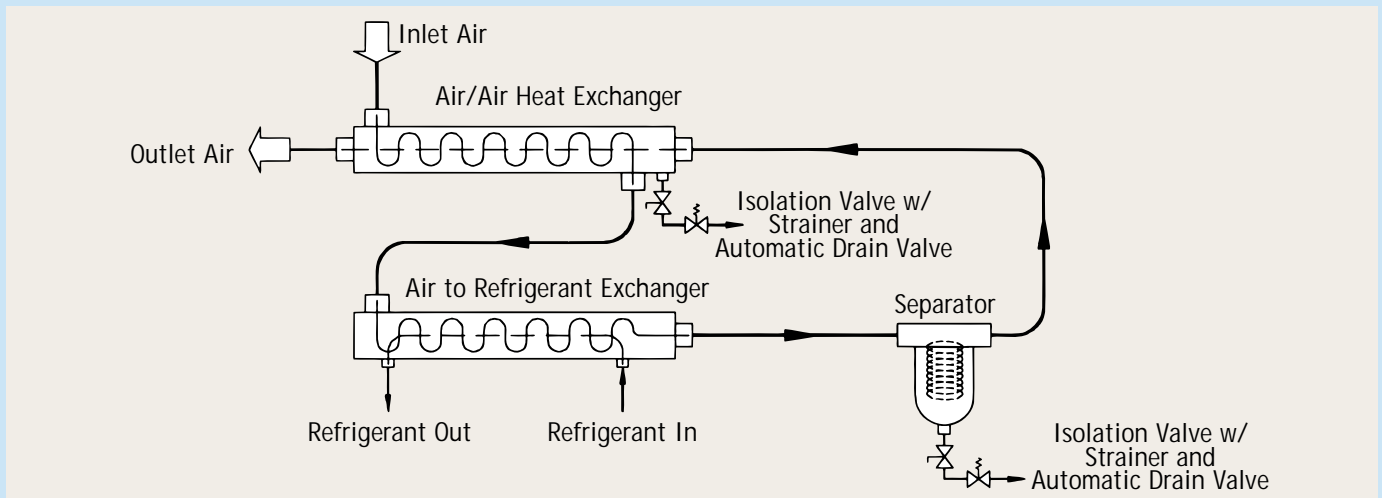 Inlet Air
Air/Air Heat Exchanger
Outlet Air
Isolation Valve w/
Strainer and
Automatic Drain Valve
Air to Refrigerant Exchanger
Separator
Refrigerant Out
Refrigerant In
Isolation Valve w/
Strainer and
Automatic Drain Valve